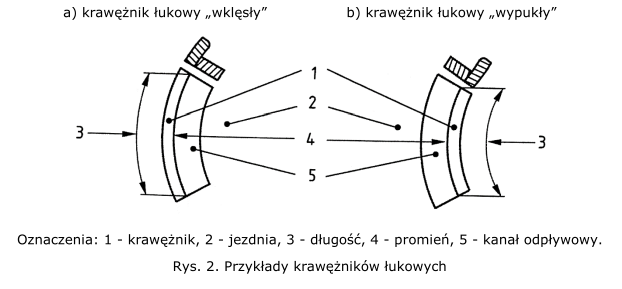 a) krawężnik łukowy „wklęsły”
b) krawężnik łukowy „wypukły”
1
2
3
4
3
5
Oznaczenia: 1 - krawężnik, 2 - jezdnia, 3 - długość, 4 - promień, 5 - kanał odpływowy.
Rys. 2. Przykłady krawężników łukowych